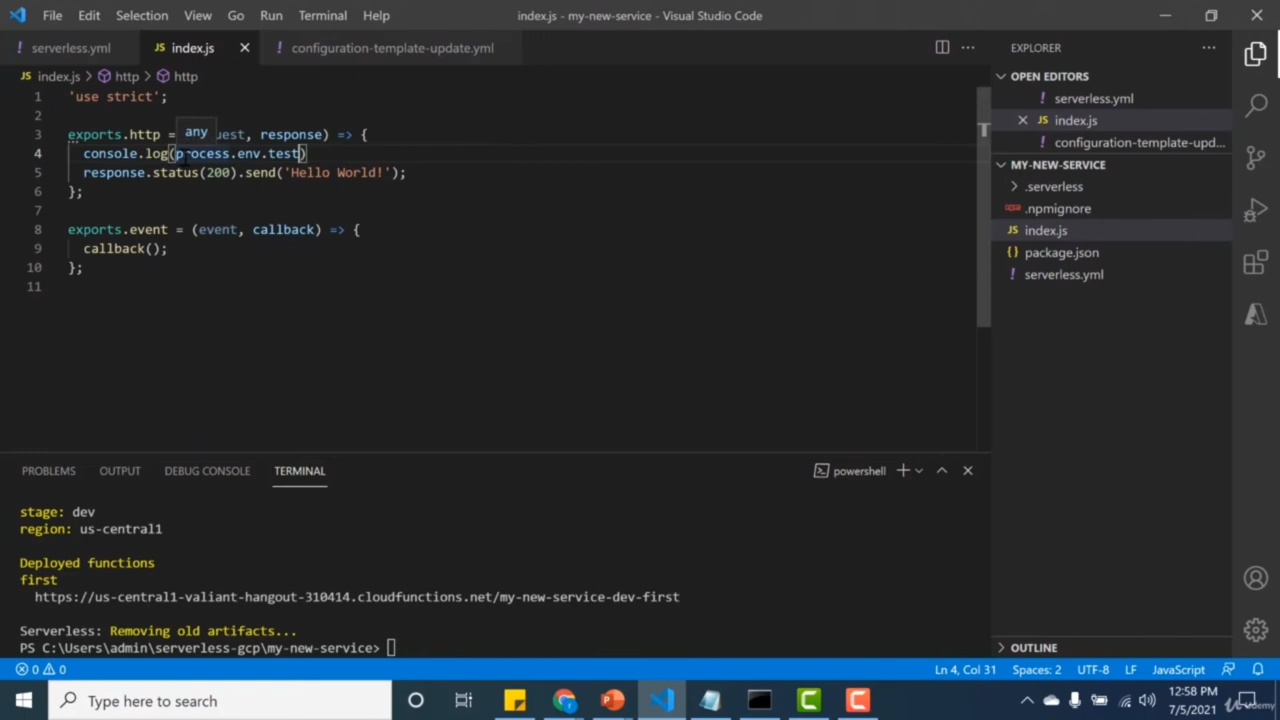 File Edit Selection View Go Run Terminal Help index.js - my-new-service - Visual Studio Code
! serverless.yml JS index.js ! configuration-template-update.yml
JS index.js > http > http
1 'use strict';
2
3 exports.http = uest, response) => {
any
4 console.log(process.env.test)
5 response.status(200).send('Hello World!');
6 };
7
8 exports.event = (event, callback) => {
9 callback();
10 };
11
EXPLORER
OPEN EDITORS
! serverless.yml
JS index.js
! configuration-template-upd...
MY-NEW-SERVICE
> .serverless
npm .npmignore
JS index.js
{} package.json
! serverless.yml
> OUTLINE
PROBLEMS OUTPUT DEBUG CONSOLE TERMINAL powershell
stage: dev
region: us-central1
Deployed functions
first
https://us-central1-valiant-hangout-310414.cloudfunctions.net/my-new-service-dev-first
Serverless: Removing old artifacts...
PS C:\Users\admin\serverless-gcp\my-new-service>
0 0 Ln 4, Col 31 Spaces: 2 UTF-8 LF JavaScript
Type here to search
12:58 PM
7/5/2021
Udemy